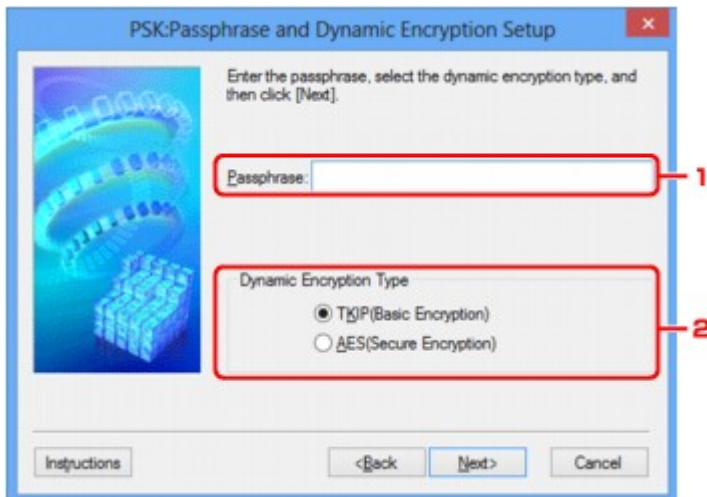 PSK:Passphrase and Dynamic Encryption Setup
Enter the passphrase, select the dynamic encryption type, and
then click [Next].
Passphrase:
1
Dynamic Encryption Type
TKIP(Basic Encryption)
AES(Secure Encryption)
2
Instructions
<Back
Next>
Cancel